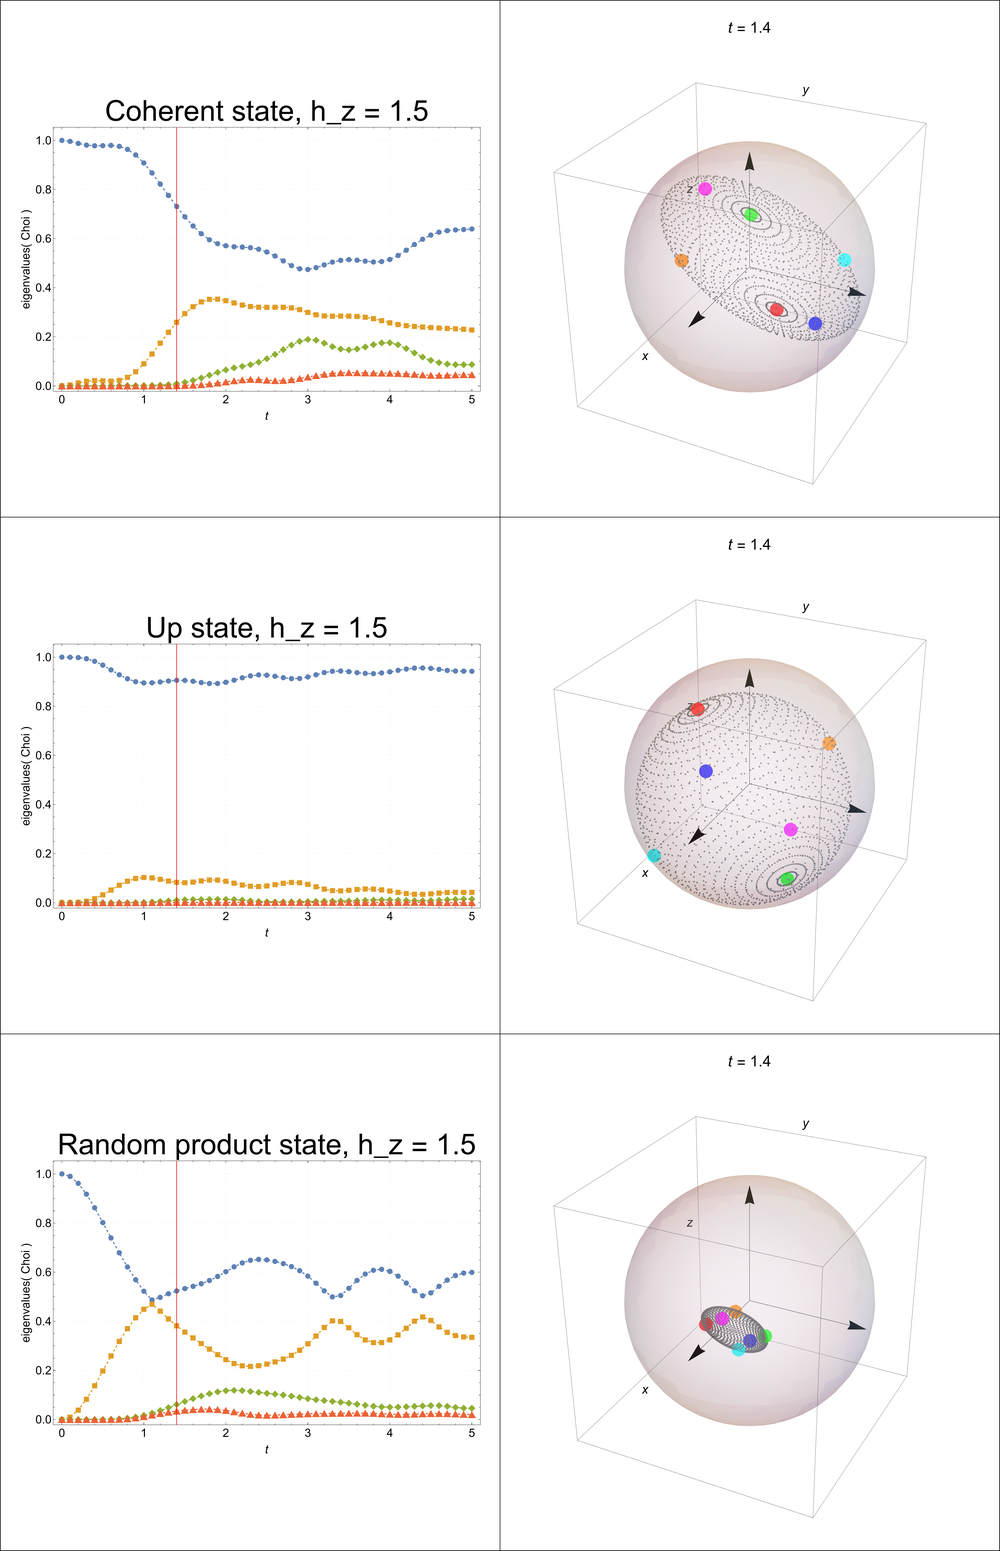 t = 1.4
Coherent state, h_z = 1.5
y
z
x
eigenvalues( Choi )
1.0
0.8
0.6
0.4
0.2
0.0
0 1 2 3 4 5
t
t = 1.4
Up state, h_z = 1.5
y
z
x
eigenvalues( Choi )
1.0
0.8
0.6
0.4
0.2
0.0
0 1 2 3 4 5
t
t = 1.4
Random product state, h_z = 1.5
y
z
x
eigenvalues( Choi )
1.0
0.8
0.6
0.4
0.2
0.0
0 1 2 3 4 5
t